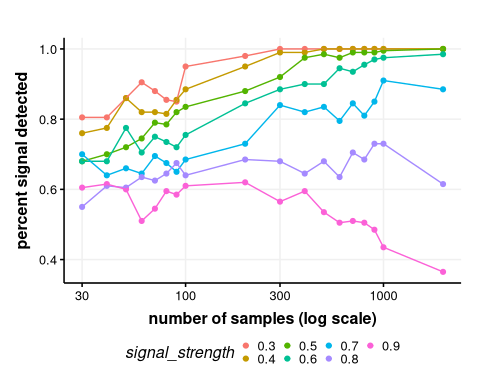 percent signal detected
1.0
0.8
0.6
0.4
30 100 300 1000
number of samples (log scale)
signal_strength 0.3 0.5 0.7 0.9
0.4 0.6 0.8